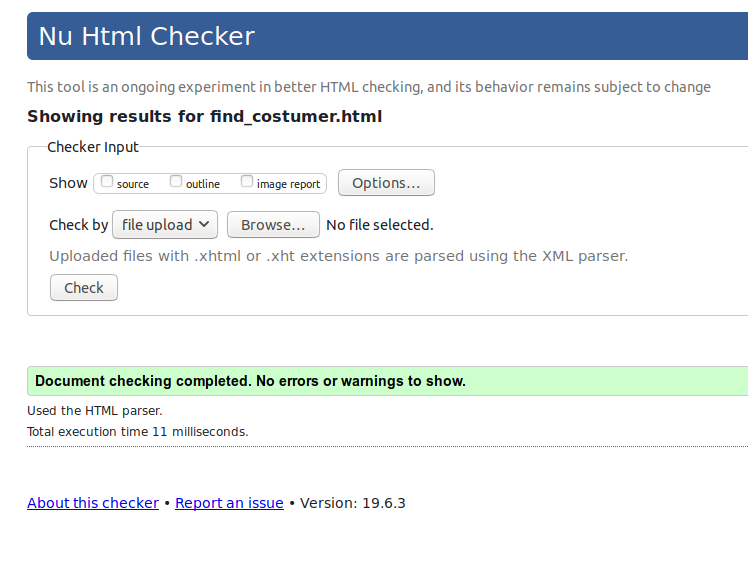 Nu Html Checker
This tool is an ongoing experiment in better HTML checking, and its behavior remains subject to change
Showing results for find_costumer.html
Checker Input
Show source outline image report Options...
Check by file upload Browse... No file selected.
Uploaded files with .xhtml or .xht extensions are parsed using the XML parser.
Check
Document checking completed. No errors or warnings to show.
Used the HTML parser.
Total execution time 11 milliseconds.
About this checker • Report an issue • Version: 19.6.3